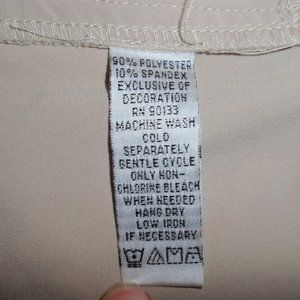 90% POLYESTER
10% SPANDEX
EXCLUSIVE OF
DECORATION
RN 90133
MACHINE WASH
COLD
SEPARATELY
GENTLE CYCLE
ONLY NON-
CHLORINE BLEACH
WHEN NEEDED
HANG DRY
LOW IRON
IF NECESSARY